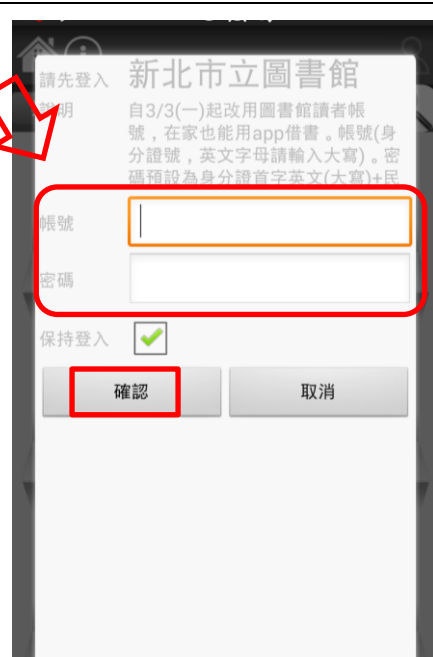 請先登入 新北市立圖書館
說明 自3/3(一)起改用圖書館讀者帳
號，在家也能用app借書。帳號(身
分證號，英文字母請輸入大寫)。密
碼預設為身分證首字英文(大寫)+民
帳號
密碼
保持登入
確認 取消